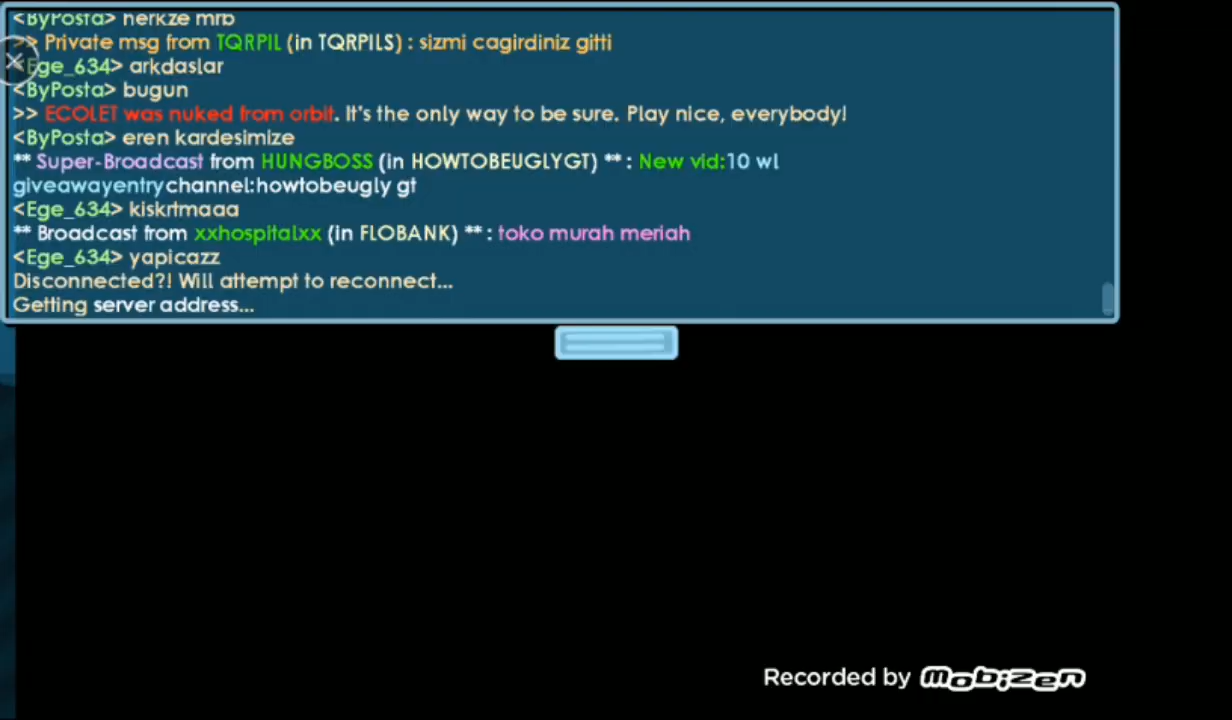 <ByPosta> herkze mrb
>> Private msg from TQRPIL (in TQRPILS) : sizmi cagirdiniz gitti
<Ege_634> arkdaslar
<ByPosta> bugun
>> ECOLET was nuked from orbit. It's the only way to be sure. Play nice, everybody!
<ByPosta> eren kardesimize
** Super-Broadcast from HUNGBOSS (in HOWTOBEUGLYGT) ** : New vid:10 wl
giveawayentrychannel:howtobeugly gt
<Ege_634> kiskrtmaaa
** Broadcast from xxhospitalxx (in FLOBANK) ** : toko murah meriah
<Ege_634> yapicazz
Disconnected?! Will attempt to reconnect...
Getting server address...
Recorded by mobizen